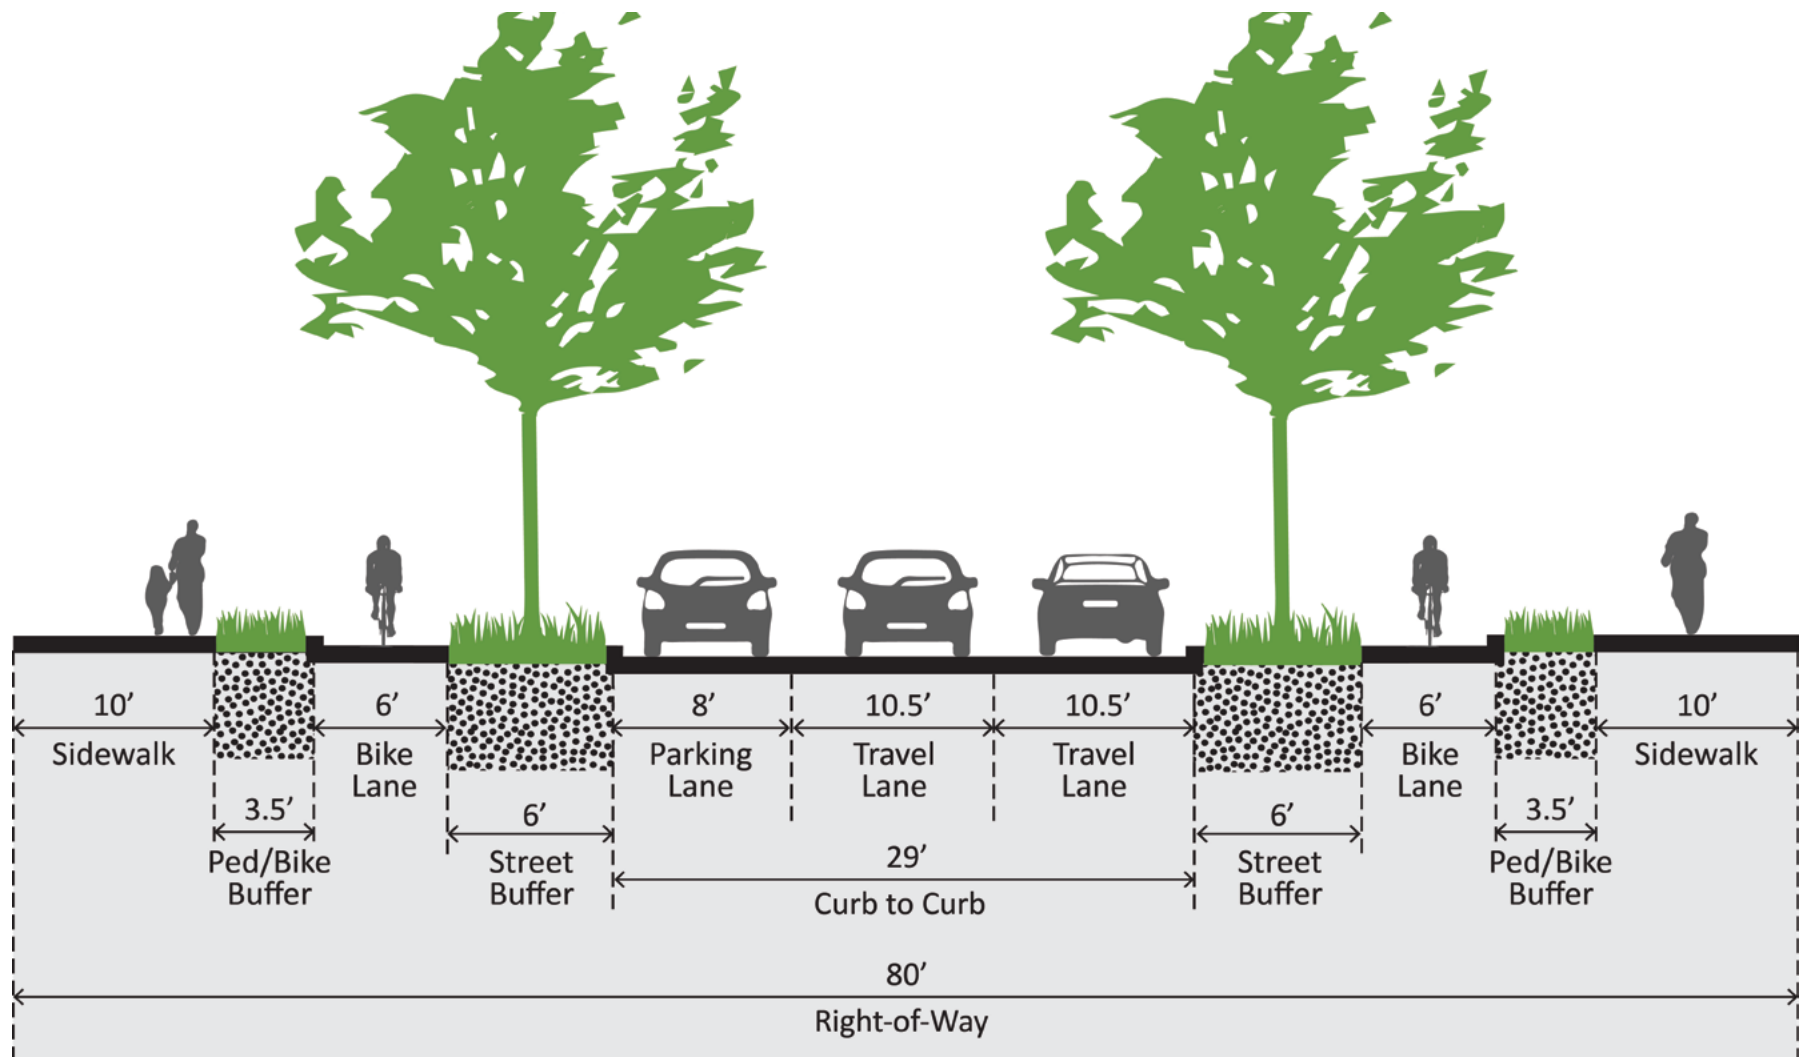 10’
6’
8’
10.5’
10.5’
6’
10’
Sidewalk
Bike
Lane
Parking
Lane
Travel
Lane
Travel
Lane
Bike
Lane
Sidewalk
3.5’
Ped/Bike
Buffer
6’
Street
Buffer
29’
Curb to Curb
6’
Street
Buffer
3.5’
Ped/Bike
Buffer
80’
Right-of-Way